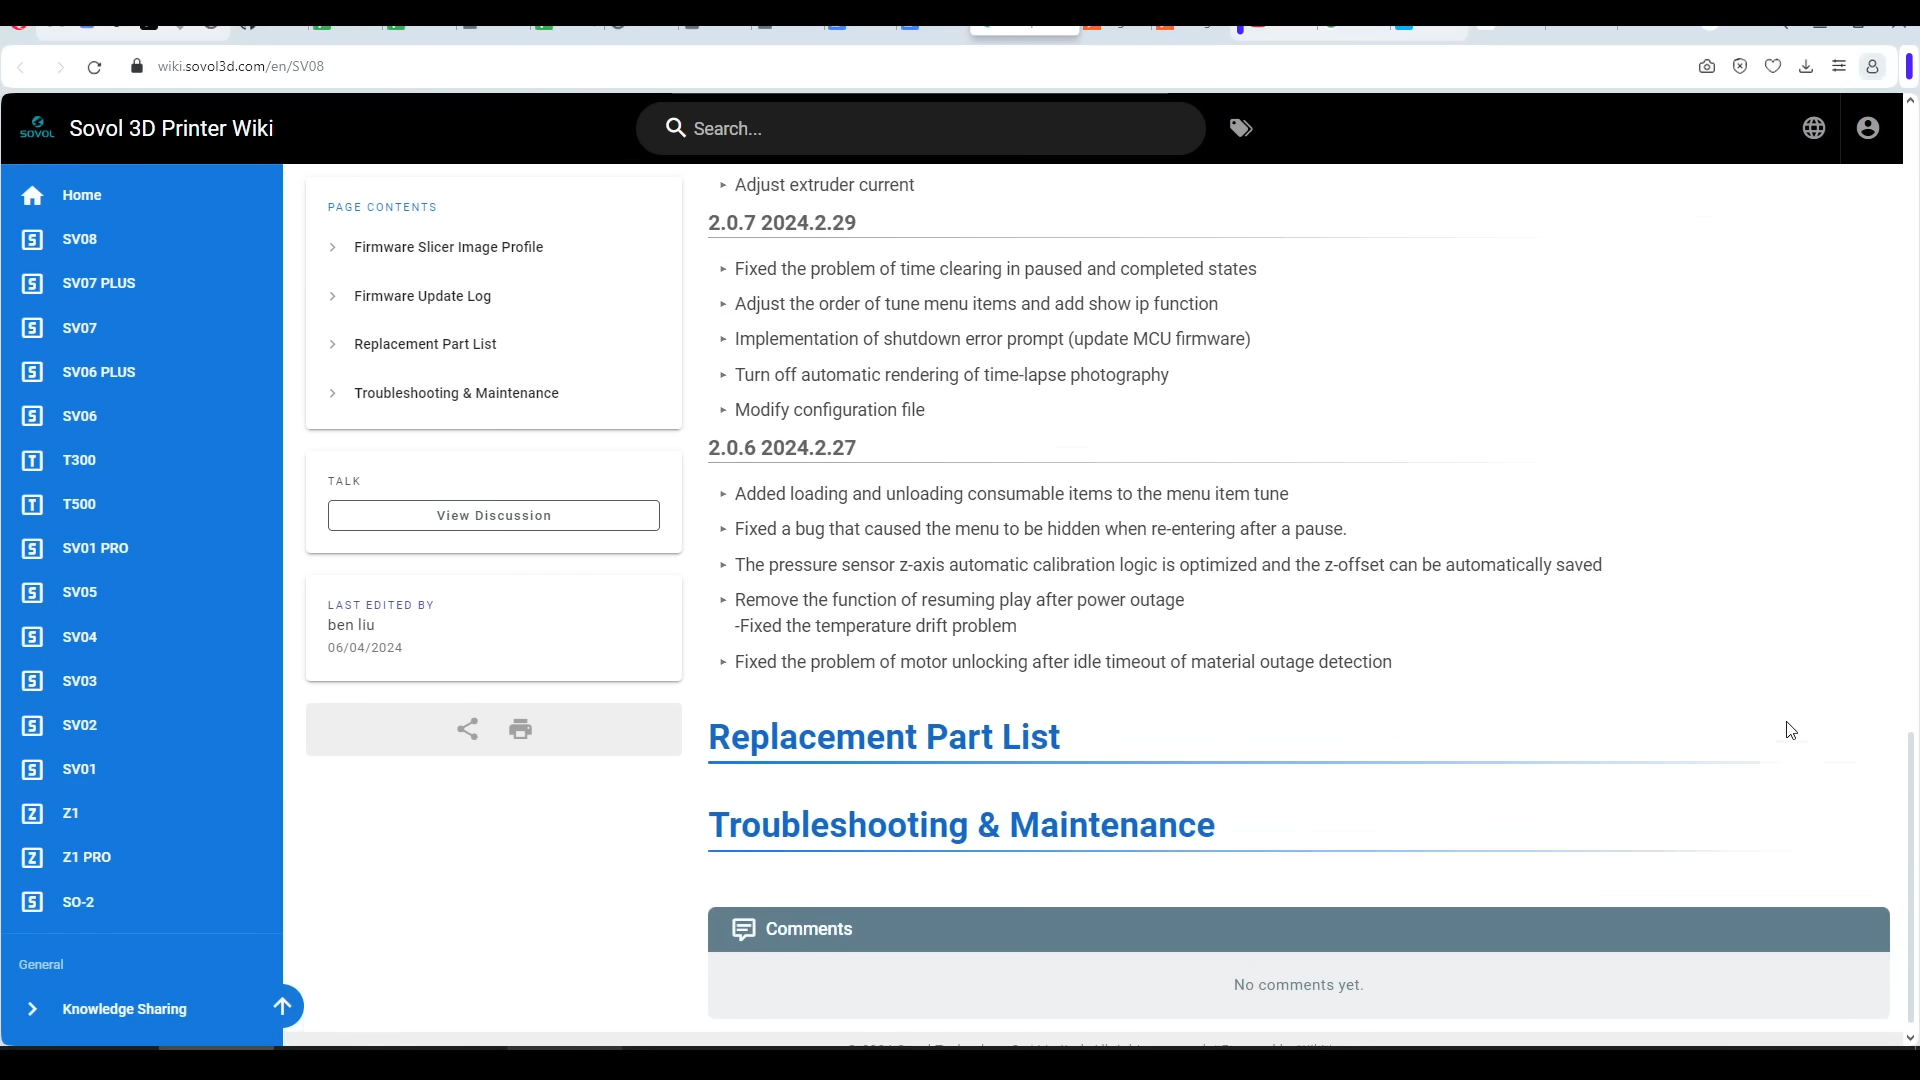 wiki.sovol3d.com/en/SV08
SOVOL
Sovol 3D Printer Wiki
Search...
Home
SV08
SV07 PLUS
SV07
SV06 PLUS
SV06
T300
T500
SV01 PRO
SV05
SV04
SV03
SV02
SV01
Z1
Z1 PRO
SO-2
General
Knowledge Sharing
PAGE CONTENTS
Firmware Slicer Image Profile
Firmware Update Log
Replacement Part List
Troubleshooting & Maintenance
TALK
View Discussion
LAST EDITED BY
ben liu
06/04/2024
Adjust extruder current
2.0.7 2024.2.29
Fixed the problem of time clearing in paused and completed states
Adjust the order of tune menu items and add show ip function
Implementation of shutdown error prompt (update MCU firmware)
Turn off automatic rendering of time-lapse photography
Modify configuration file
2.0.6 2024.2.27
Added loading and unloading consumable items to the menu item tune
Fixed a bug that caused the menu to be hidden when re-entering after a pause.
The pressure sensor z-axis automatic calibration logic is optimized and the z-offset can be automatically saved
Remove the function of resuming play after power outage
-Fixed the temperature drift problem
Fixed the problem of motor unlocking after idle timeout of material outage detection
Replacement Part List
Troubleshooting & Maintenance
Comments
No comments yet.